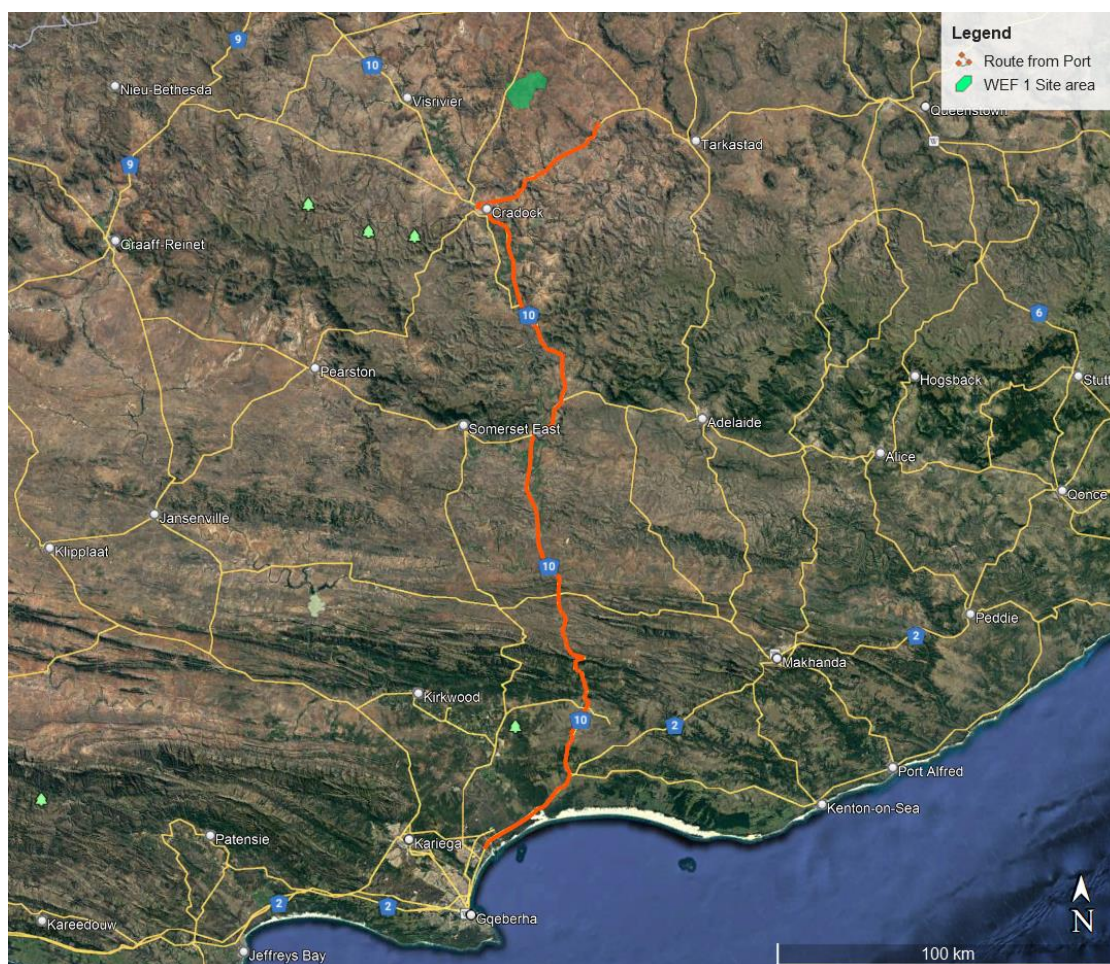 Legend
Route from Port
WEF 1 Site area
9
10
Nieu-Bethesda
Visrivier
Queenstown
Tarkastad
9
Cradock
Graaff-Reinet
10
6
Pearston
Hogsback
Stutt
Somerset East
Adelaide
Alice
Jansenville
Qonce
Klipplaat
10
Peddie
2
Makhanda
Kirkwood
10
2
Port Alfred
Kenton-on-Sea
Patensie
Kariega
2
2
Gqeberha
Kareedouw
N
Jeffreys Bay
100 km